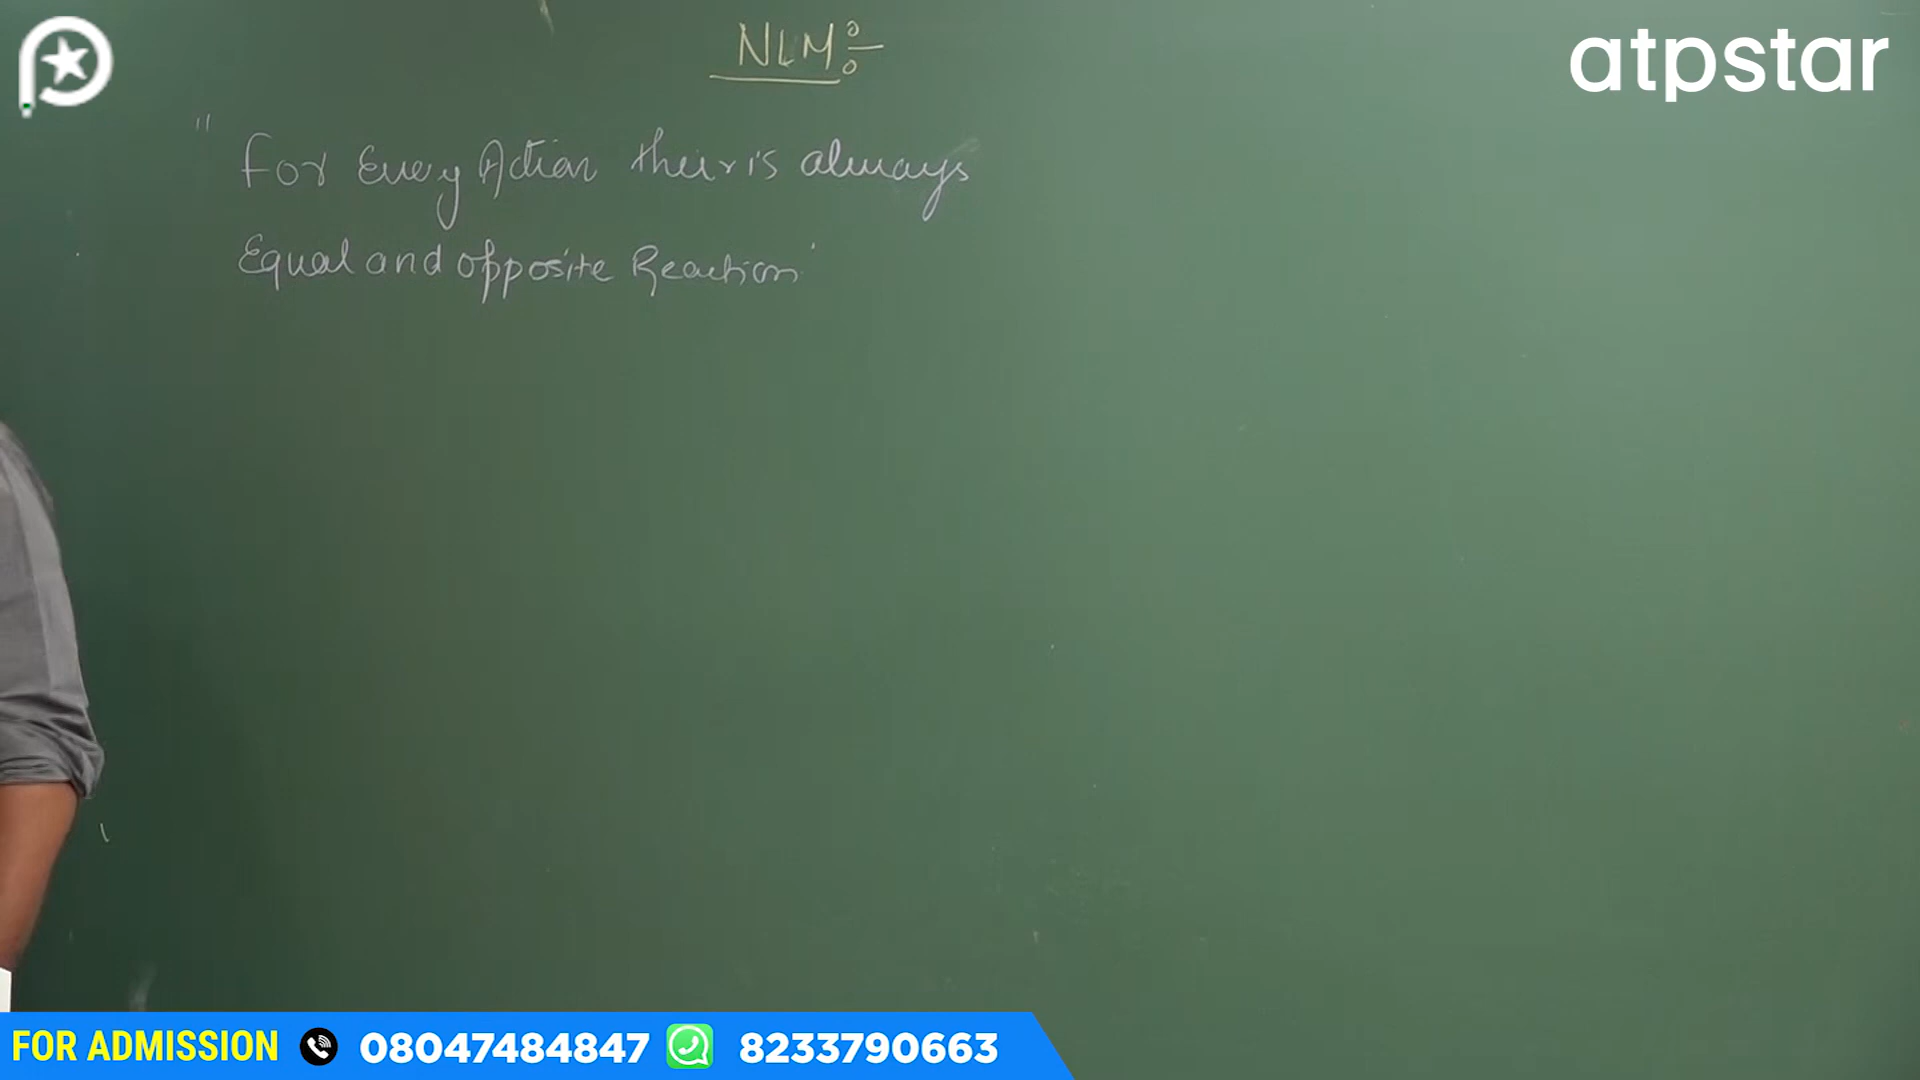 NLM:-
atpstar
" For Every Action their is always
Equal and opposite Reaction"
FOR ADMISSION 08047484847 8233790663